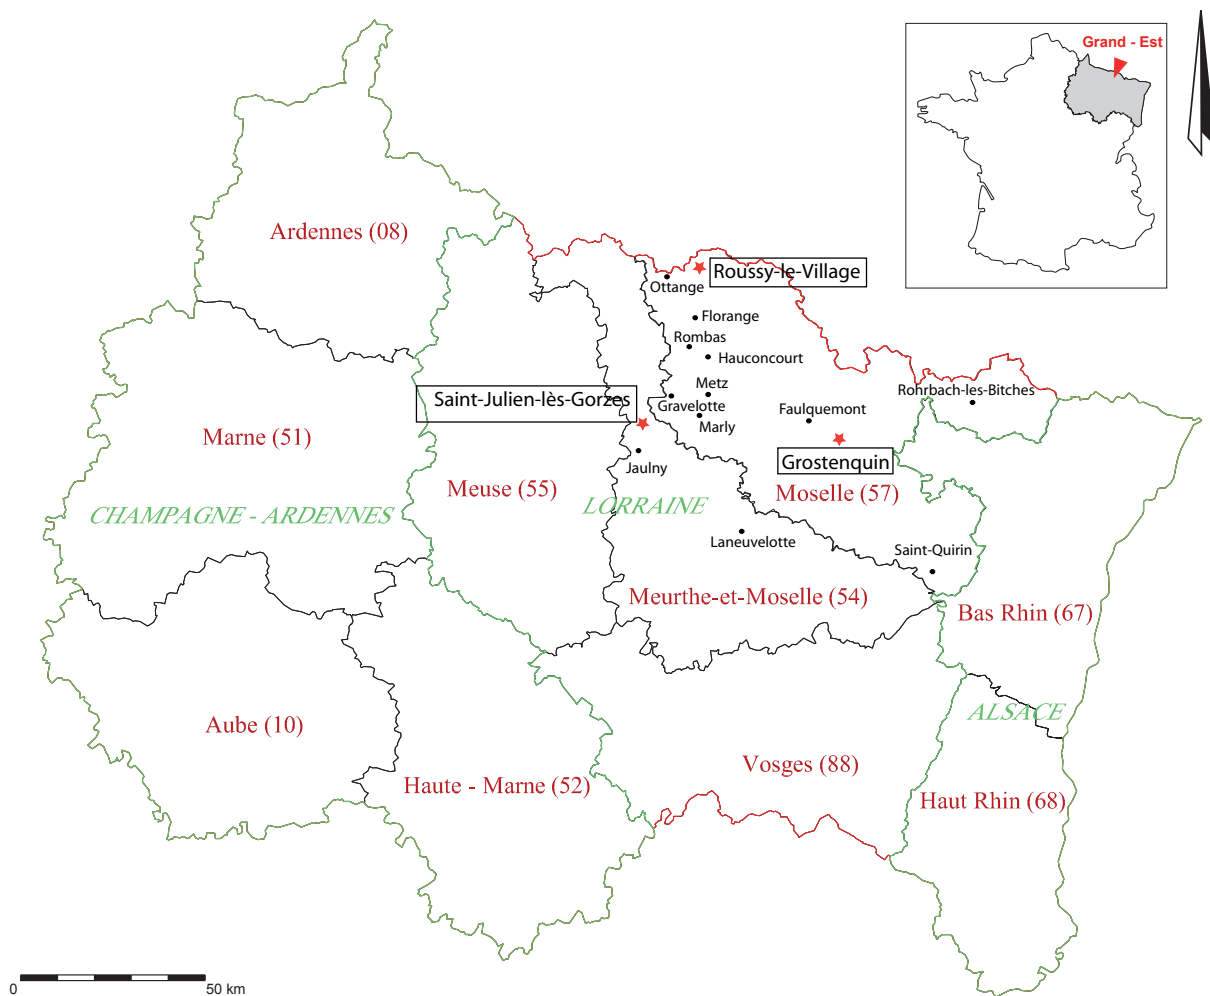 Grand - Est
Ardennes (08)
Roussy-le-Village
Ottange
Florange
Rombas
Hauconcourt
Metz
Rohrbach-les-Bitches
Saint-Julien-lès-Gorzes
Gravelotte
Faulquemont
Marly
Marne (51)
Jaulny
Grostenquin
Meuse (55)
Moselle (57)
LORRAINE
CHAMPAGNE - ARDENNES
Laneuvelotte
Saint-Quirin
Meurthe-et-Moselle (54)
Bas Rhin (67)
ALSACE
Aube (10)
Vosges (88)
Haute - Marne (52)
Haut Rhin (68)
0 50 km